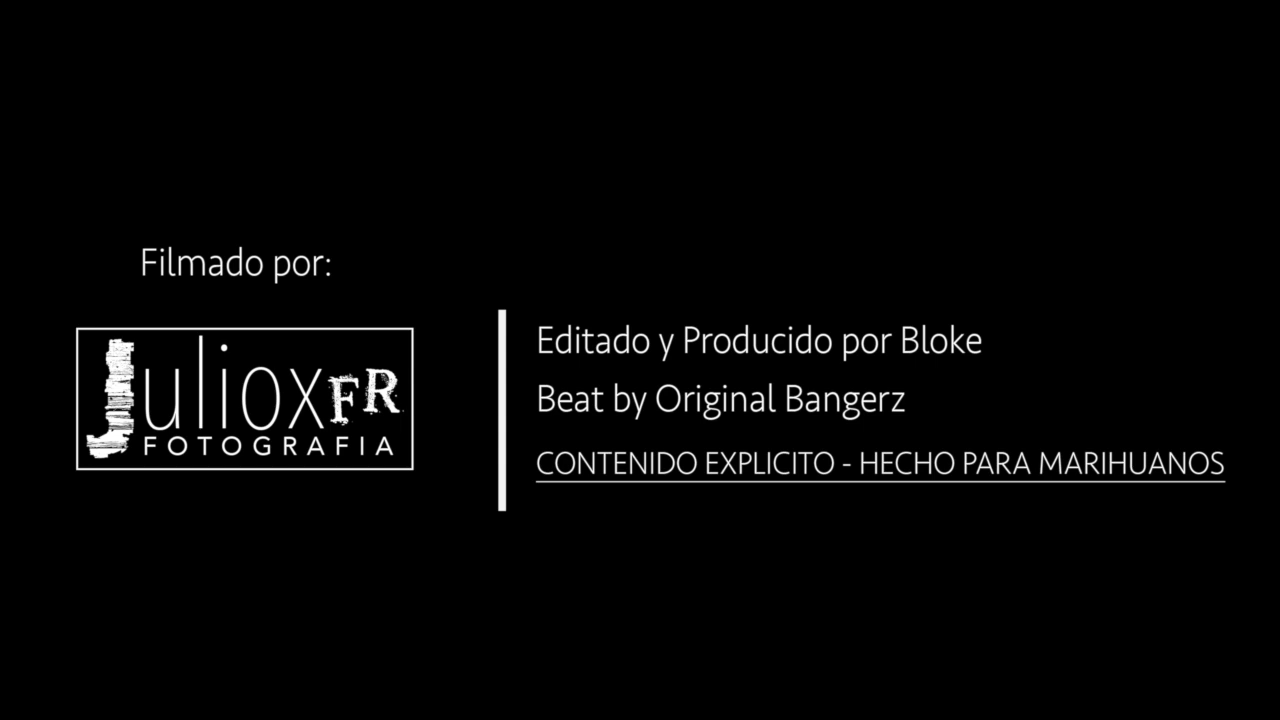 Filmado por:
JulioxFR
FOTOGRAFIA
Editado y Producido por Bloke
Beat by Original Bangerz
CONTENIDO EXPLICITO - HECHO PARA MARIHUANOS